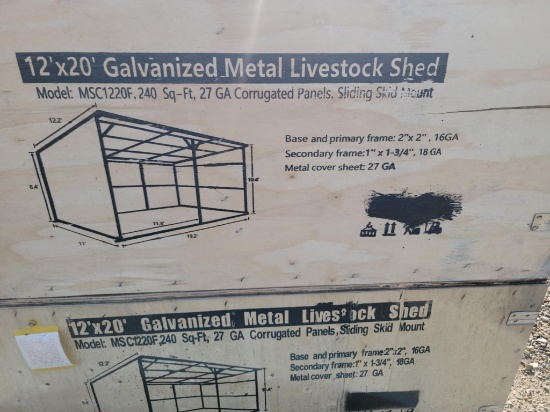 12'x20' Galvanized Metal Livestock Shed
Model: MSC1220F, 240 Sq-Ft, 27 GA Corrugated Panels, Sliding Skid Mount
12.2'
Base and primary frame: 2"x 2" , 16GA
Secondary frame:1" x 1-3/4", 18 GA
Metal cover sheet: 27 GA
8.4'
10.4'
11.3'
11'
19.2'
12'x20' Galvanized Metal Livestock Shed
Model: MSC1220F,240 Sq-Ft, 27 GA Corrugated Panels, Sliding Skid Mount
12.2
Base and primary frame:2"x2", 16GA
Secondary frame:1" x 1-3/4", 18GA
Metal cover sheet: 27 GA